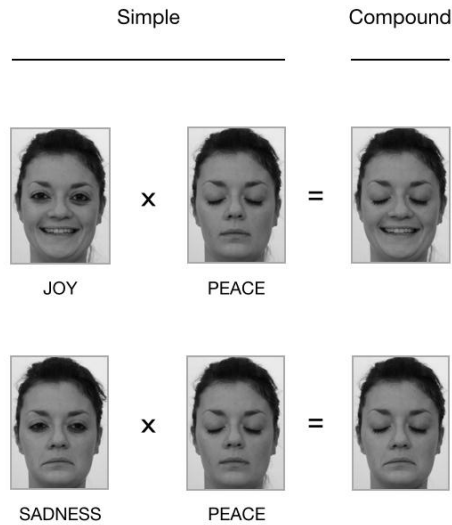 Simple Compound
x =
JOY PEACE
x =
SADNESS PEACE